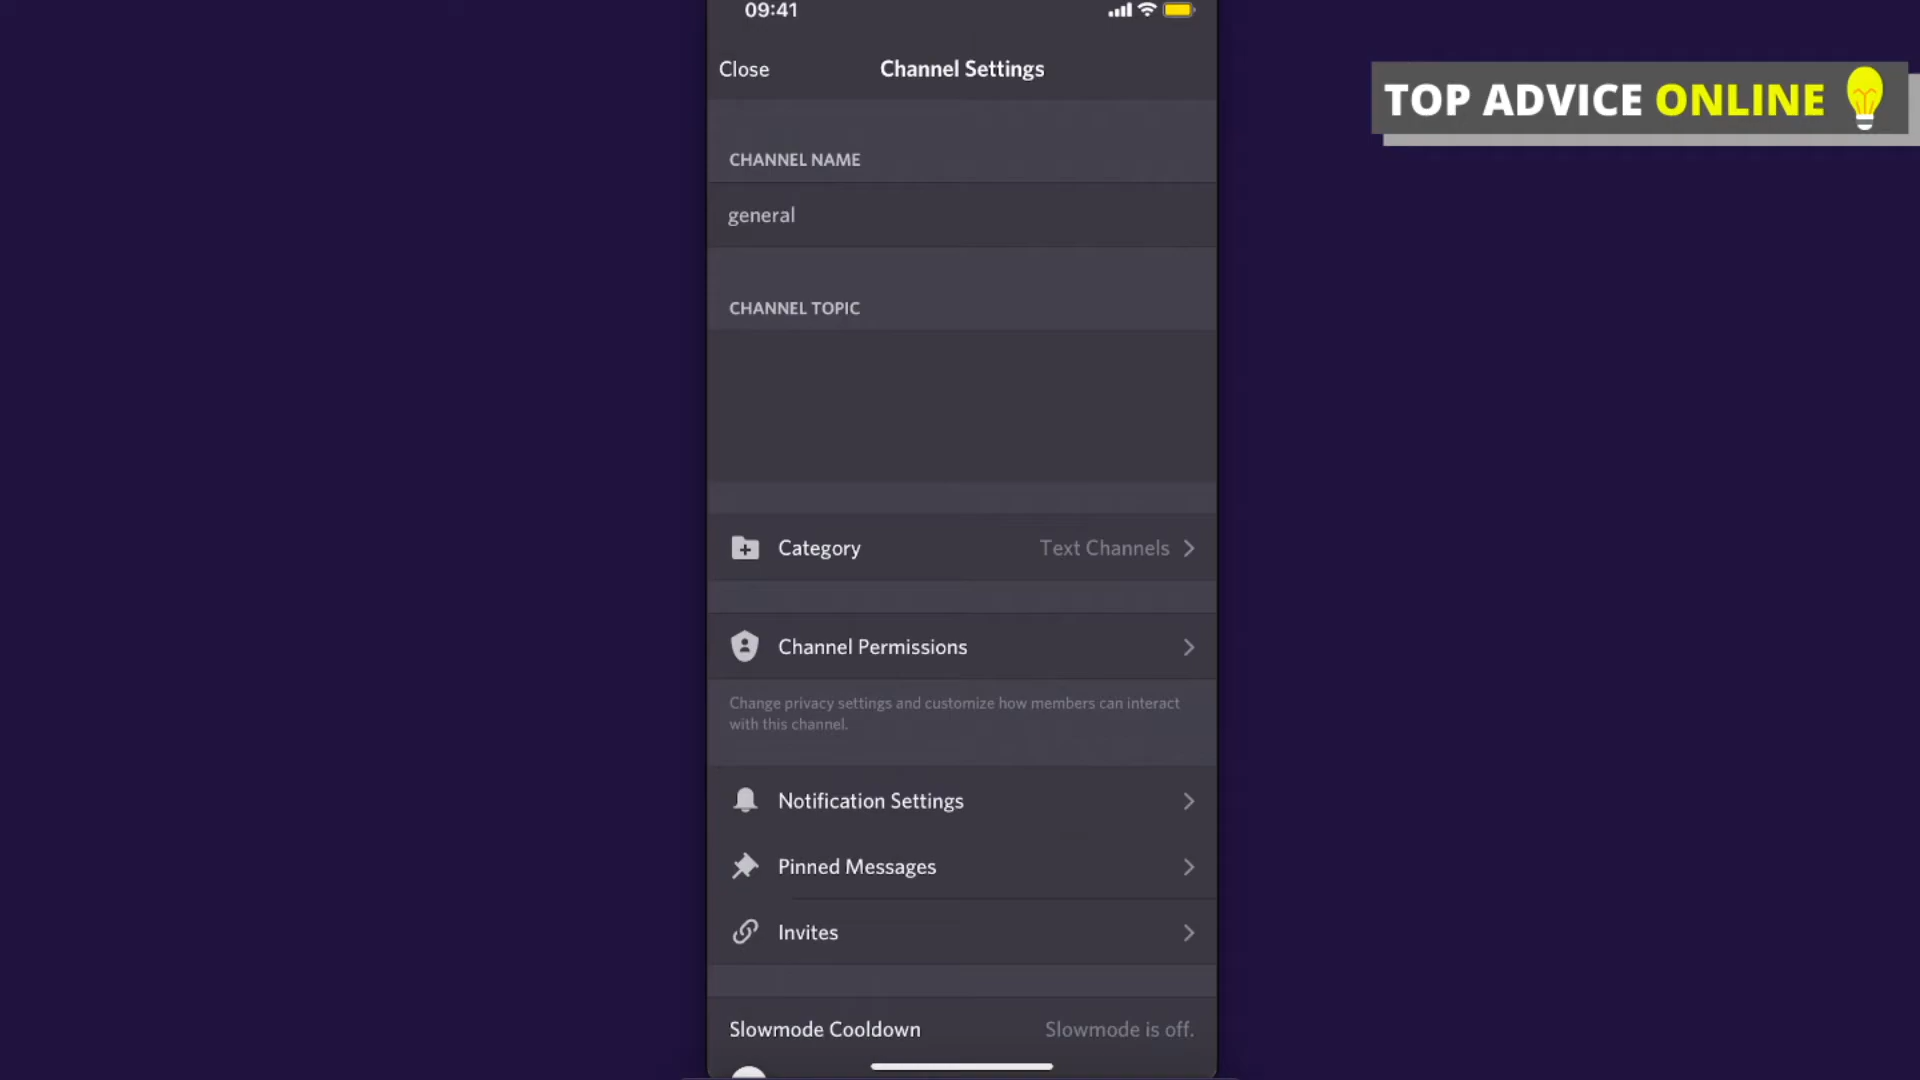 09:41
Close
Channel Settings
TOP ADVICE ONLINE
CHANNEL NAME
general
CHANNEL TOPIC
Category
Text Channels
Channel Permissions
Change privacy settings and customize how members can interact
with this channel.
Notification Settings
Pinned Messages
Invites
Slowmode Cooldown
Slowmode is off.